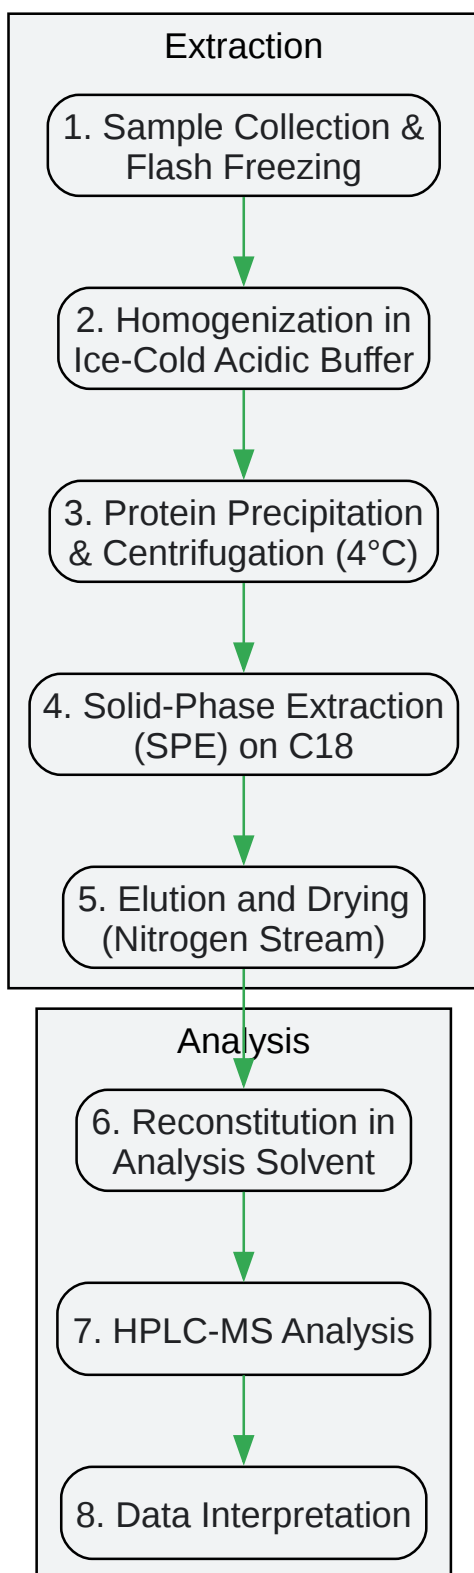 Extraction
1. Sample Collection &
Flash Freezing
2. Homogenization in
Ice-Cold Acidic Buffer
3. Protein Precipitation
& Centrifugation (4°C)
4. Solid-Phase Extraction
(SPE) on C18
5. Elution and Drying
(Nitrogen Stream)
Analysis
6. Reconstitution in
Analysis Solvent
7. HPLC-MS Analysis
8. Data Interpretation